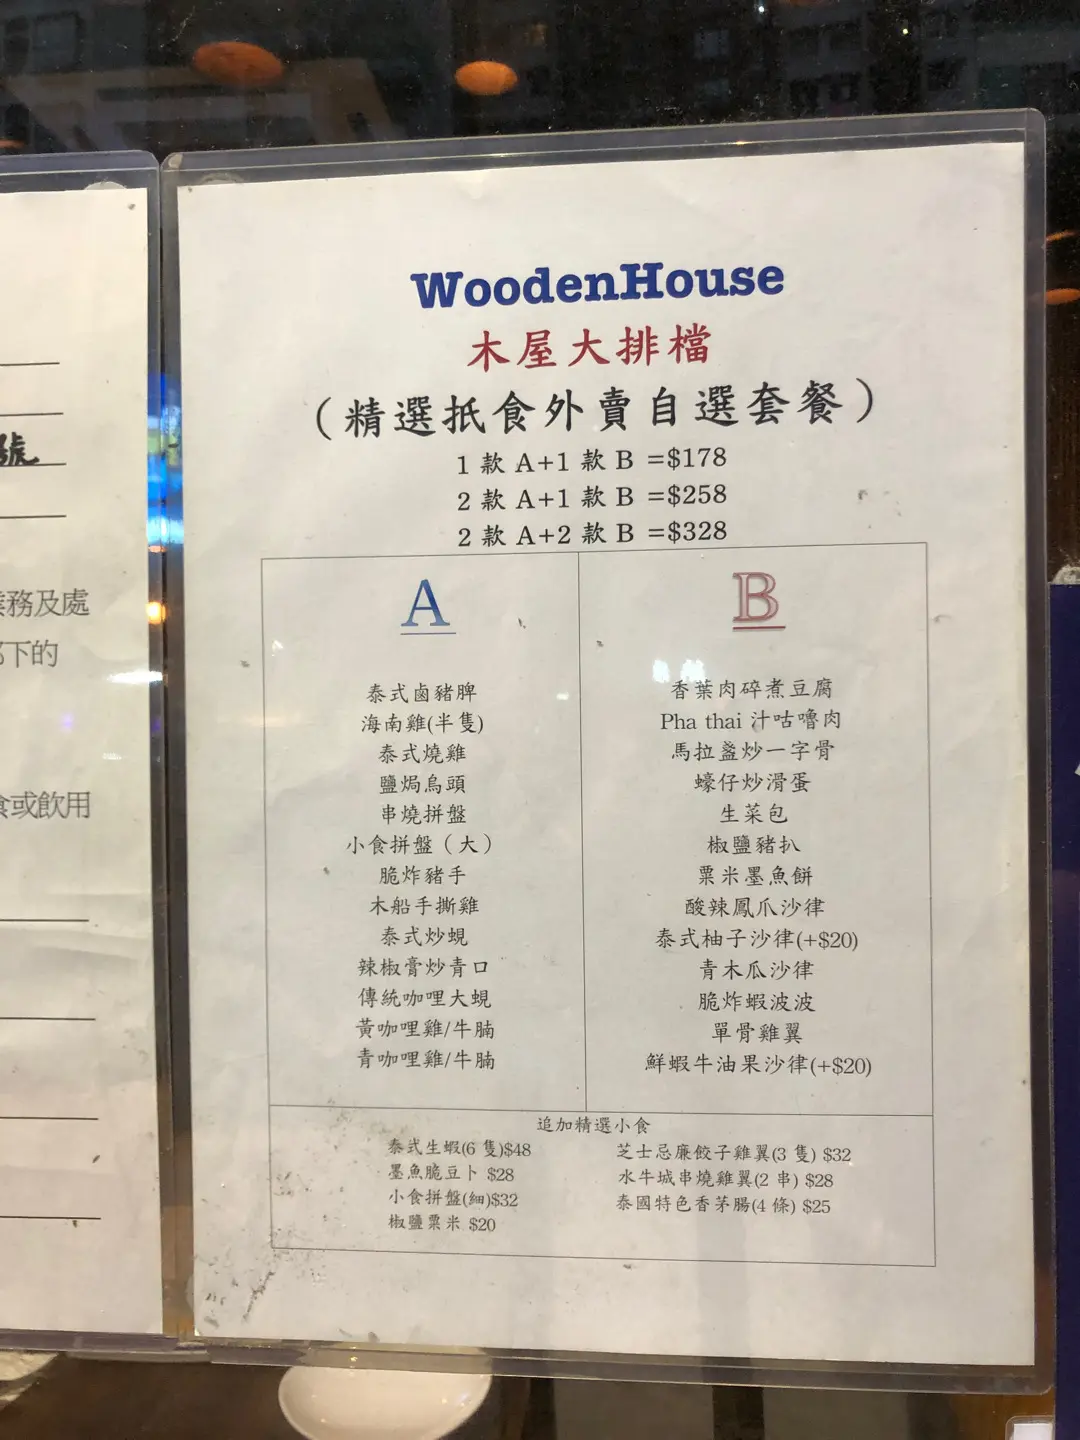 號
務及處
下的
或飲用
WoodenHouse
木屋大排檔
（精選抵食外賣自選套餐）
1 款 A+1 款 B =$178
2 款 A+1 款 B =$258
2 款 A+2 款 B =$328
A
泰式鹵豬脾
海南雞(半隻)
泰式燒雞
鹽焗烏頭
串燒拼盤
小食拼盤（大）
脆炸豬手
木船手撕雞
泰式炒蜆
辣椒膏炒青口
傳統咖哩大蜆
黃咖哩雞/牛腩
青咖哩雞/牛腩
B
香葉肉碎煮豆腐
Pha thai 汁咕嚕肉
馬拉盞炒一字骨
蠔仔炒滑蛋
生菜包
椒鹽豬扒
粟米墨魚餅
酸辣鳳爪沙律
泰式柚子沙律(+$20)
青木瓜沙律
脆炸蝦波波
單骨雞翼
鮮蝦牛油果沙律(+$20)
追加精選小食
泰式生蝦(6 隻)$48
墨魚脆豆卜 $28
小食拼盤(細)$32
椒鹽粟米 $20
芝士忌廉餃子雞翼(3 隻) $32
水牛城串燒雞翼(2 串) $28
泰國特色香茅腸(4 條) $25